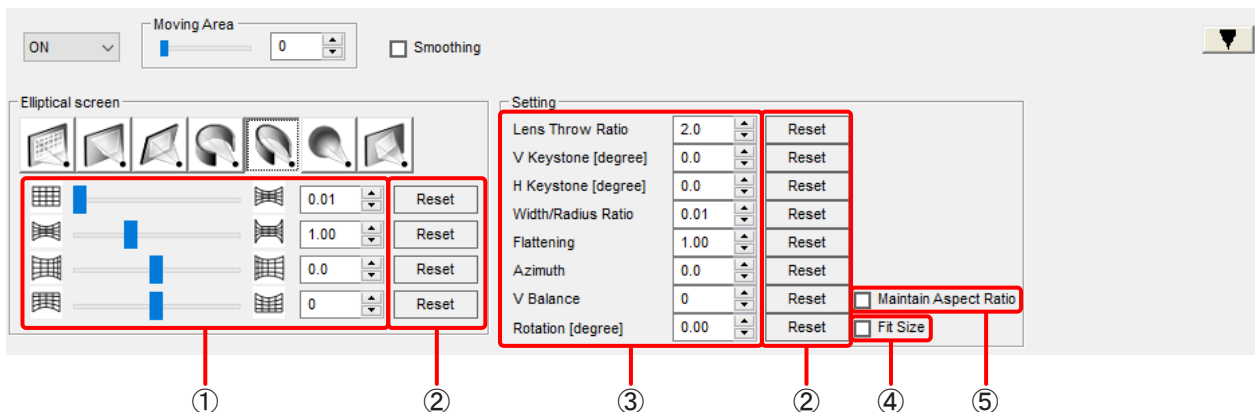 Moving Area
ON 0 Smoothing
Elliptical screen
0.01 Reset
1.00 Reset
0.0 Reset
0 Reset
Setting
Lens Throw Ratio 2.0 Reset
V Keystone [degree] 0.0 Reset
H Keystone [degree] 0.0 Reset
Width/Radius Ratio 0.01 Reset
Flattening 1.00 Reset
Azimuth 0.0 Reset
V Balance 0 Reset Maintain Aspect Ratio
Rotation [degree] 0.00 Reset Fit Size
① ② ③ ② ④ ⑤